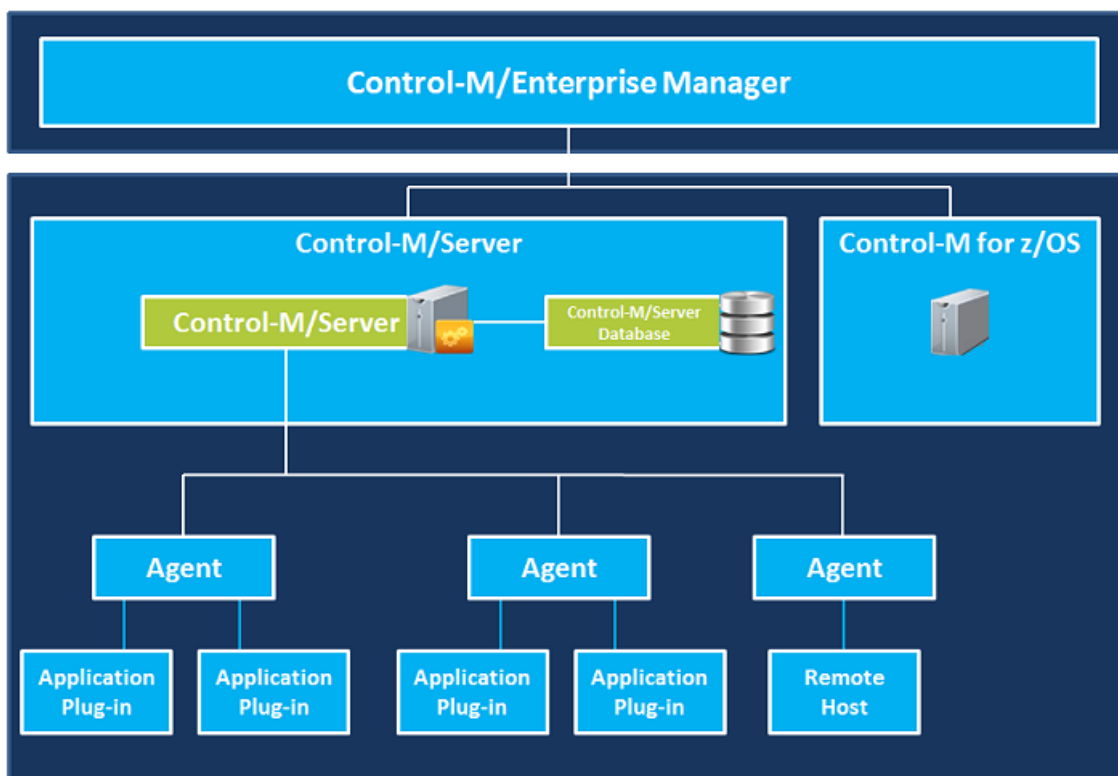 Control-M/Enterprise Manager
Control-M/Server
Control-M for z/OS
Control-M/Server
Control-M/Server
Database
Agent
Agent
Agent
Application
Plug-in
Application
Plug-in
Application
Plug-in
Application
Plug-in
Remote
Host